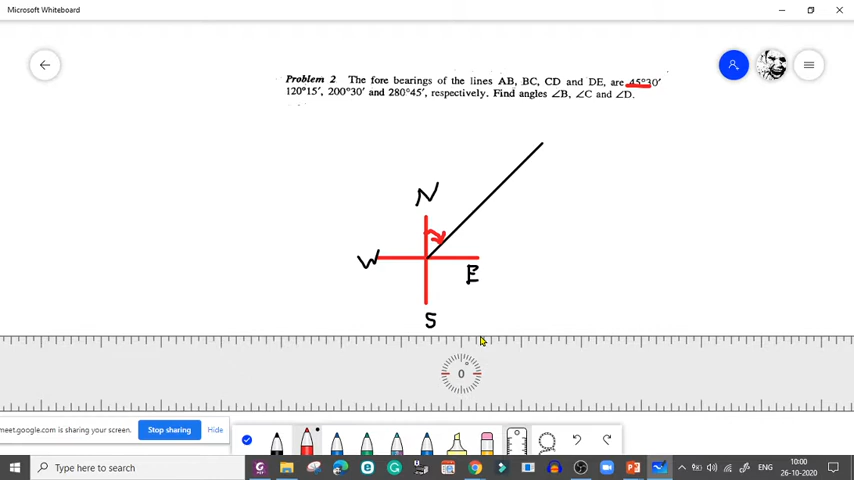 Microsoft Whiteboard
Problem 2 The fore bearings of the lines AB, BC, CD and DE, are 45°30'
120°15', 200°30' and 280°45', respectively. Find angles ∠B, ∠C and ∠D.
N
W
E
S
0
meet.google.com is sharing your screen.
Stop sharing
Hide
Type here to search
ENG
10:00
26-10-2020